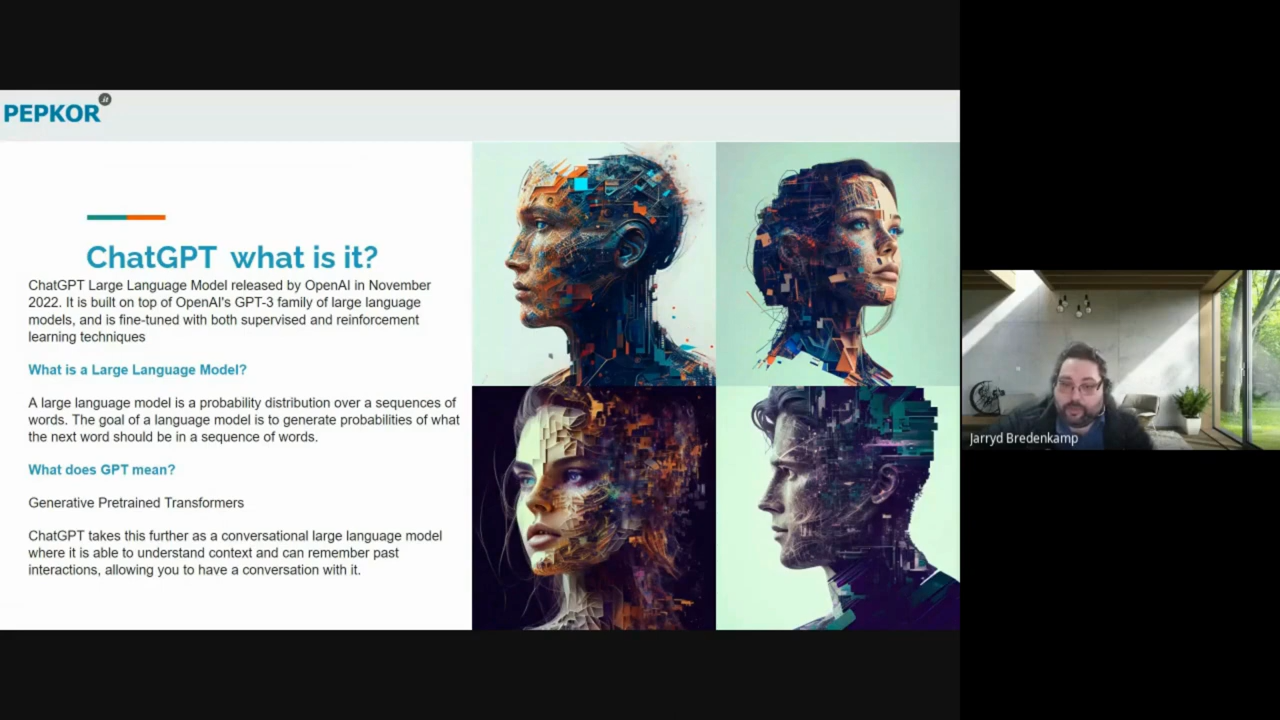 PEPKOR it
ChatGPT what is it?
ChatGPT Large Language Model released by OpenAI in November
2022. It is built on top of OpenAI's GPT-3 family of large language
models, and is fine-tuned with both supervised and reinforcement
learning techniques
What is a Large Language Model?
A large language model is a probability distribution over a sequences of
words. The goal of a language model is to generate probabilities of what
the next word should be in a sequence of words.
What does GPT mean?
Generative Pretrained Transformers
ChatGPT takes this further as a conversational large language model
where it is able to understand context and can remember past
interactions, allowing you to have a conversation with it.
Jarryd Bredenkamp